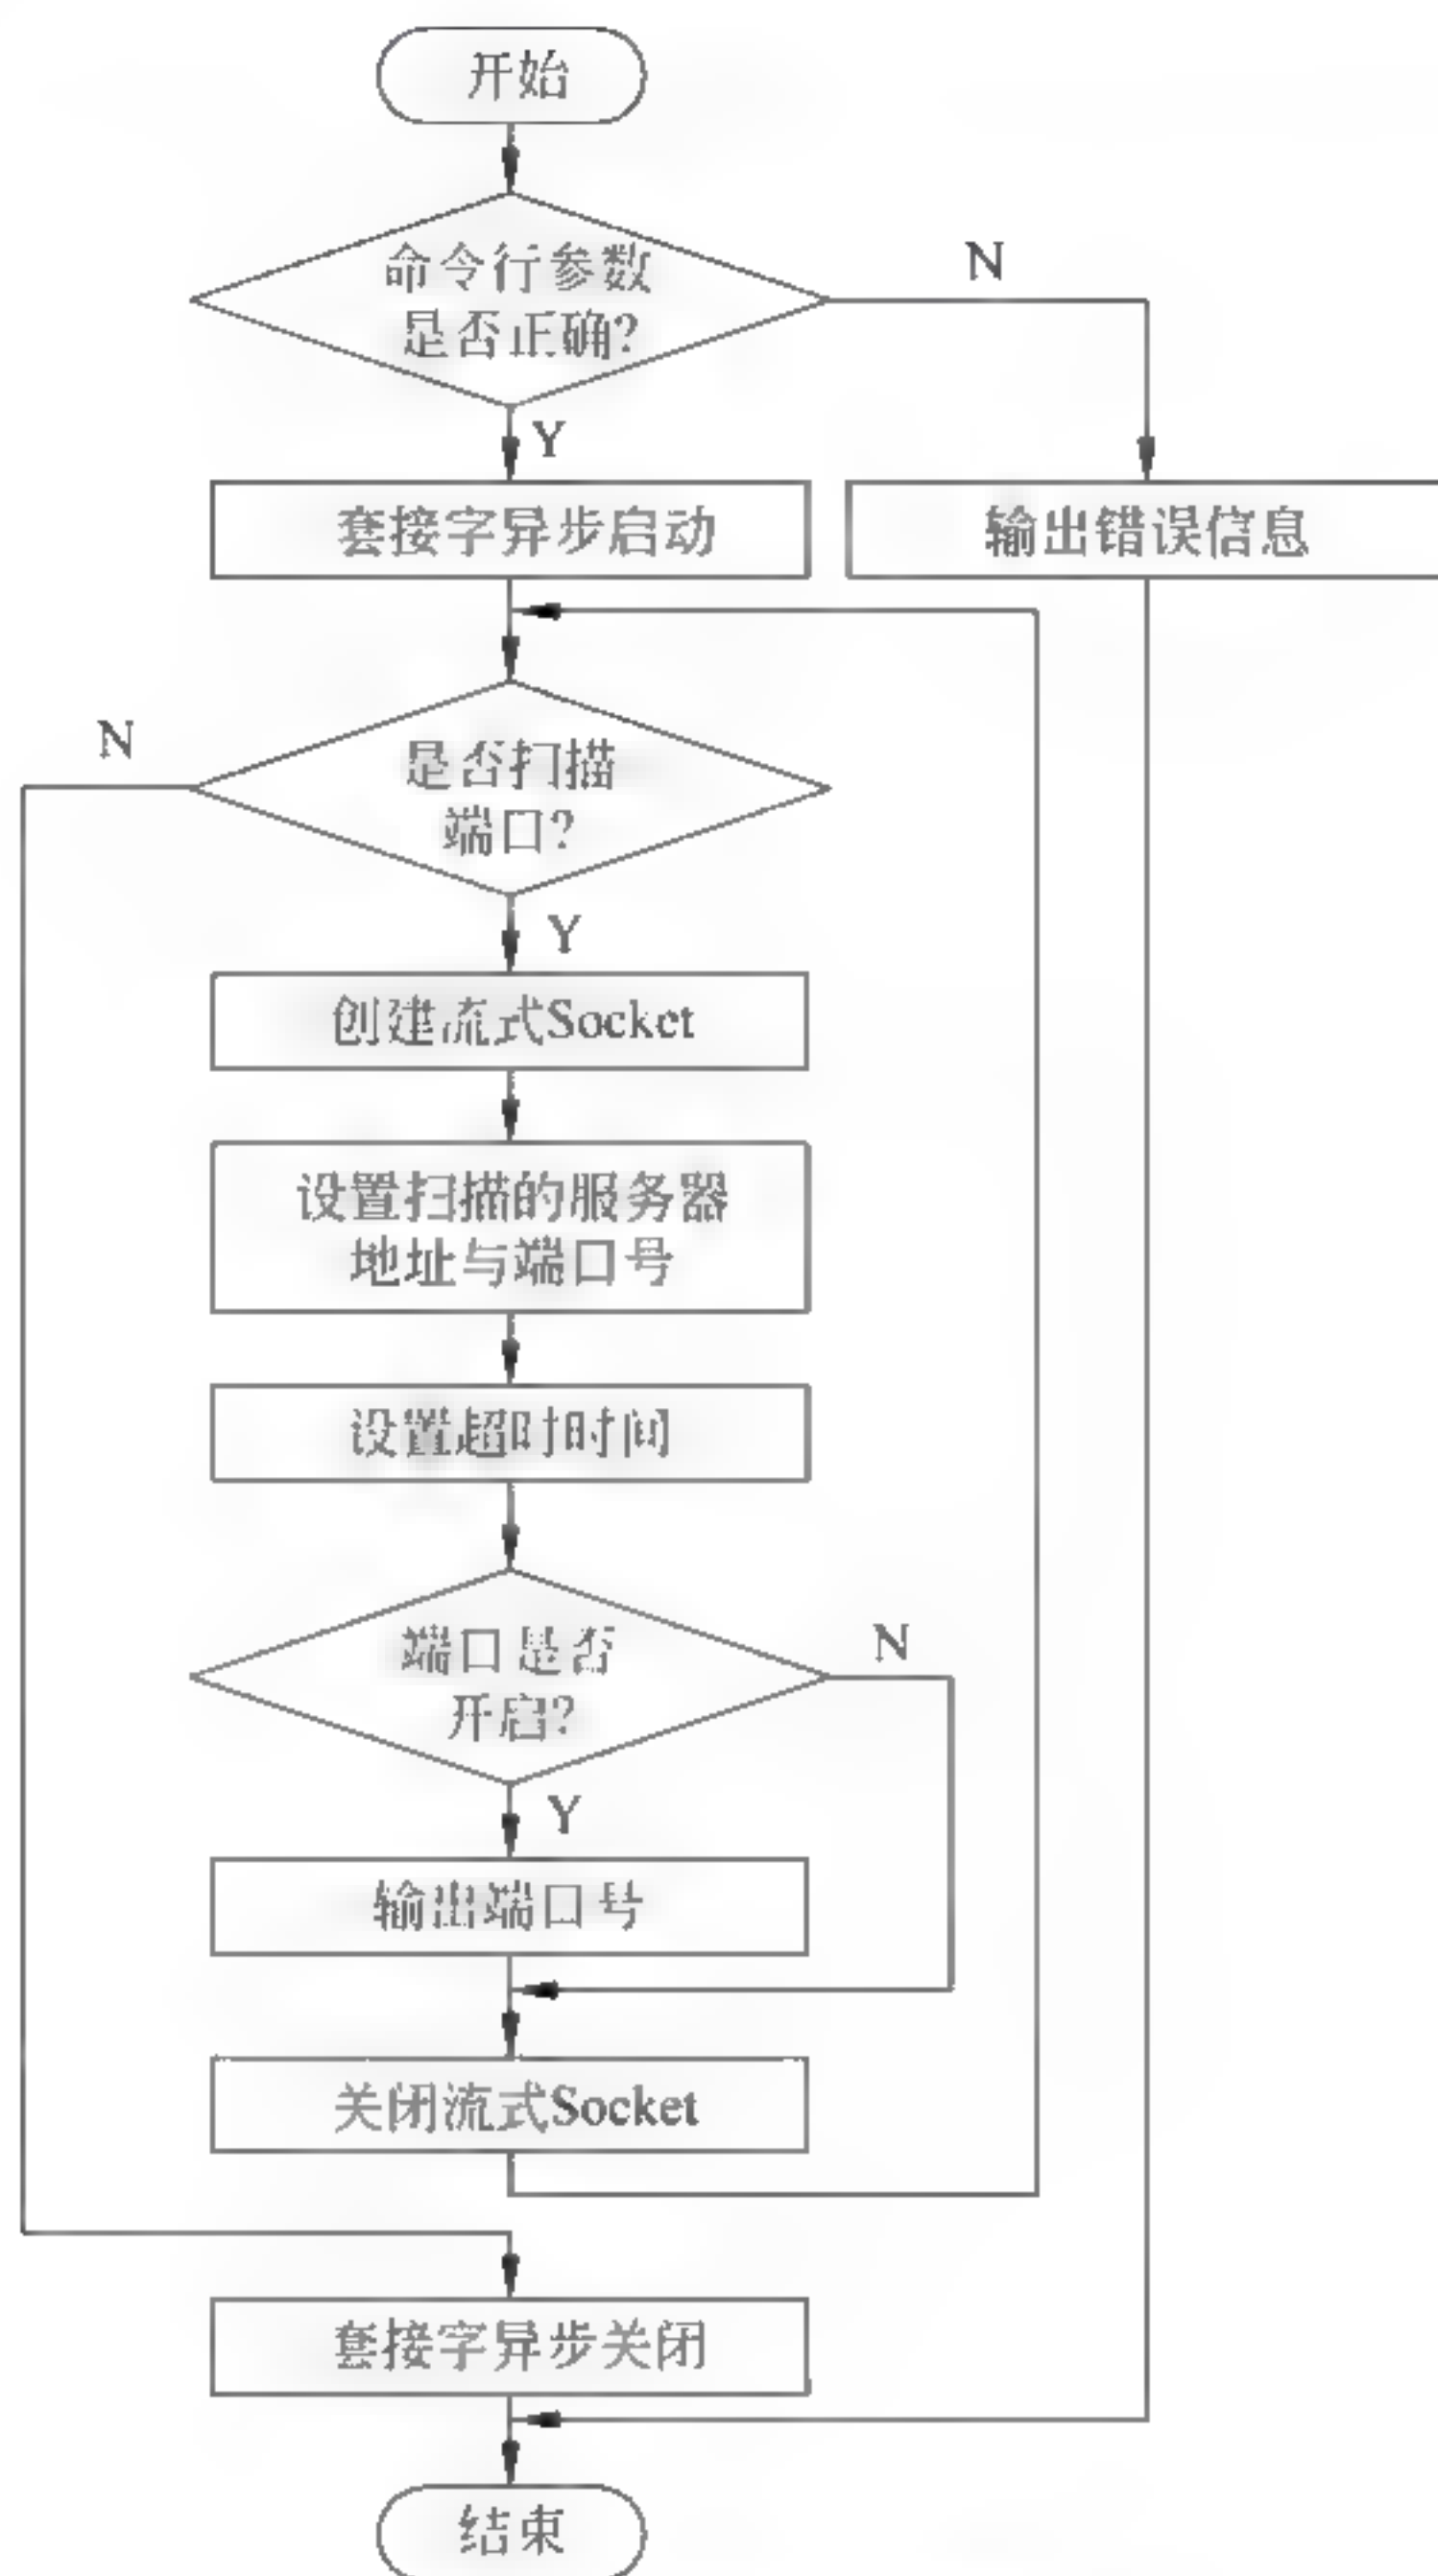 开始
命令行参数
是否正确?
N
Y
套接字异步启动
输出错误信息
N
是否扫描
端口?
Y
创建流式Socket
设置扫描的服务器
地址与端口号
设置超时时间
端口是否
开启?
N
Y
输出端口号
关闭流式Socket
套接字异步关闭
结束